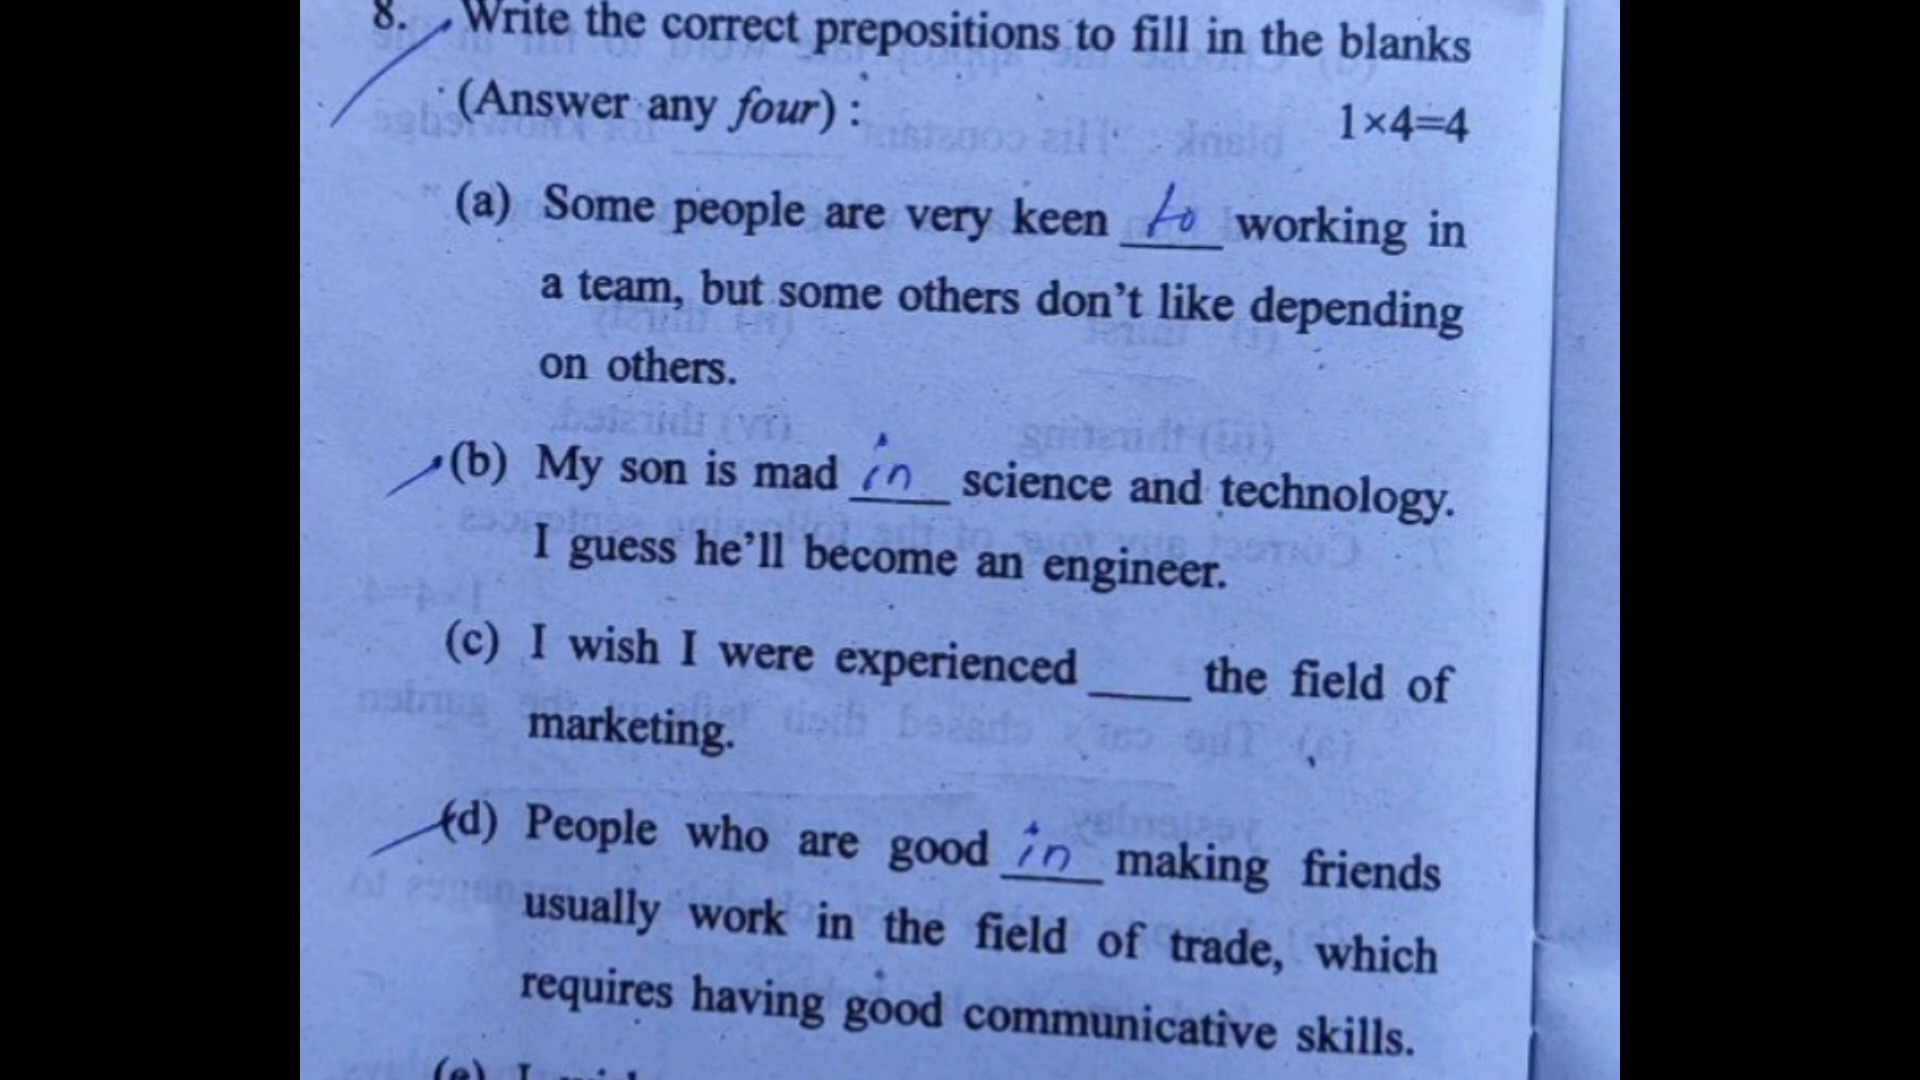 8. Write the correct prepositions to fill in the blanks
(Answer any four) : 1×4=4
(a) Some people are very keen to working in
a team, but some others don't like depending
on others.
(b) My son is mad in science and technology.
I guess he'll become an engineer.
(c) I wish I were experienced ____ the field of
marketing.
(d) People who are good in making friends
usually work in the field of trade, which
requires having good communicative skills.
(e) I